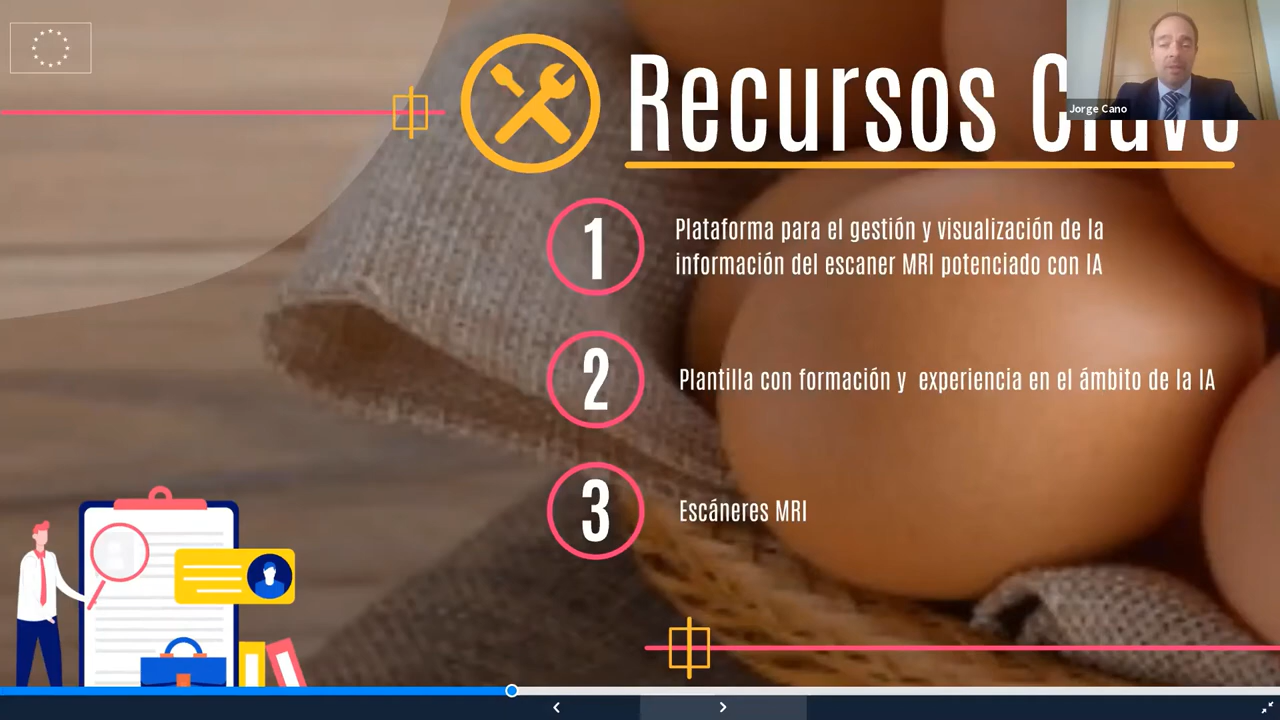 Recursos Clave
Jorge Cano
1
Plataforma para el gestión y visualización de la
información del escaner MRI potenciado con IA
2
Plantilla con formación y experiencia en el ámbito de la IA
3
Escáneres MRI